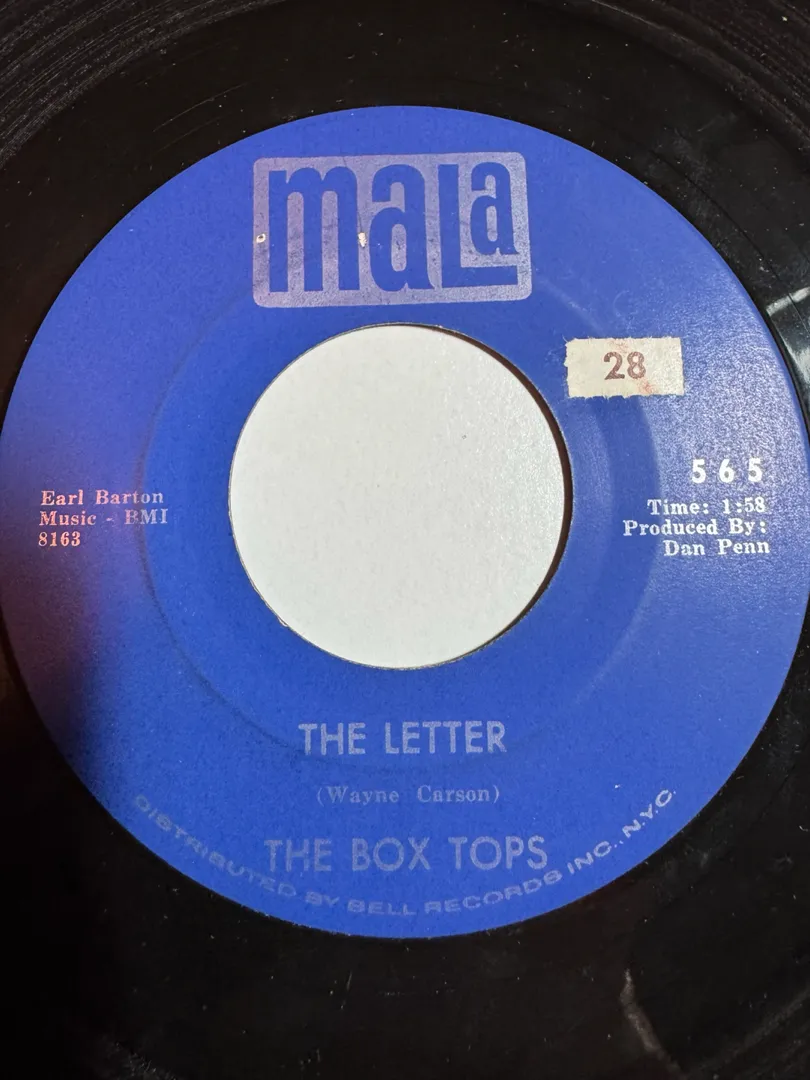 maLa
28
565
Time: 1:58
Produced By:
Dan Penn
Earl Barton
Music - BMI
8163
THE LETTER
(Wayne Carson)
THE BOX TOPS
DISTRIBUTED BY BELL RECORDS INC., N.Y.C.